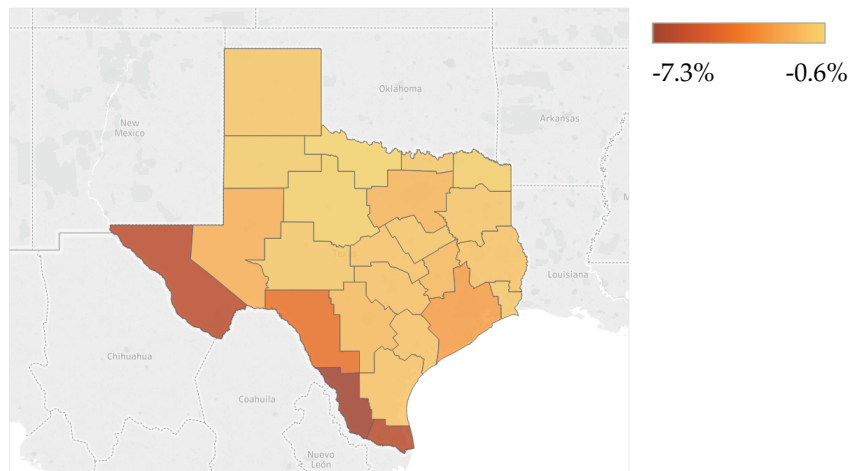 -7.3%
-0.6%
Oklahoma
New
Mexico
Arkansas
Louisiana
Chihuahua
Coahuila
Nuevo
León